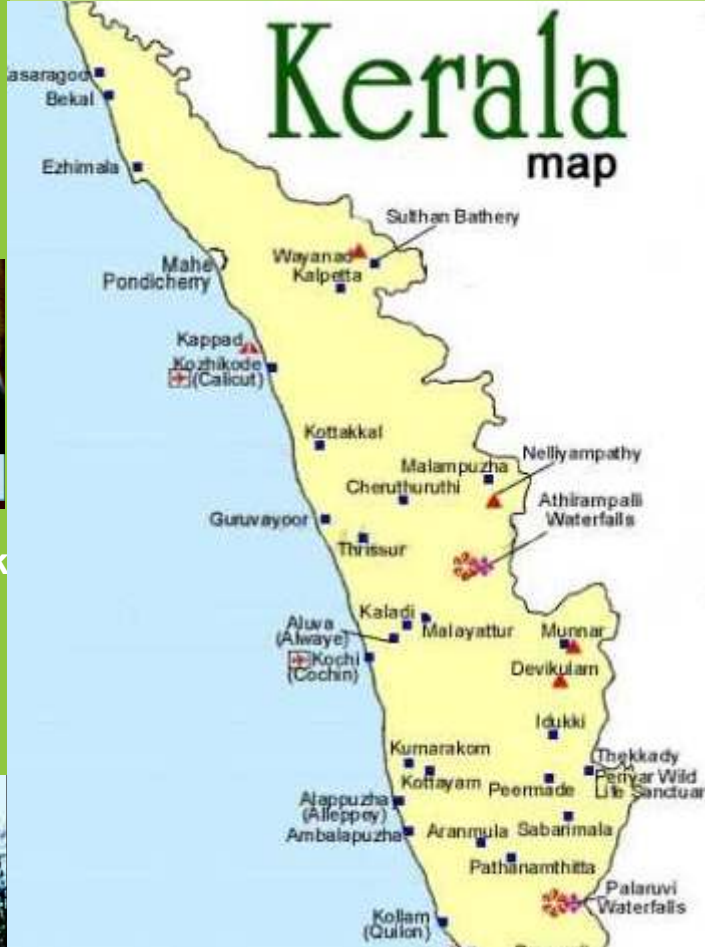 Kerala
map
asaragod
Bekal
Ezhimala
Sulthan Bathery
Wayanad
Kalpetta
Mahe
Pondicherry
Kappad
Kozhikode
(Calicut)
Kottakkal
Nelliyampathy
Malampuzha
Cheruthuruthi
Athirampalli
Waterfalls
Guruvayoor
Thrissur
k
Kaladi
Aluva
(Alwaye)
Malayattur
Munnar
Kochi
(Cochin)
Devikulam
Idukki
Kumarakom
Thekkady
Kottayam
Peermade
Periyar Wild
Life Sanctuar
Alappuzha
(Alleppey)
Ambalapuzha
Aranmula
Sabarimala
Pathanamthitta
Palaruvi
Waterfalls
Kollam
(Quilon)